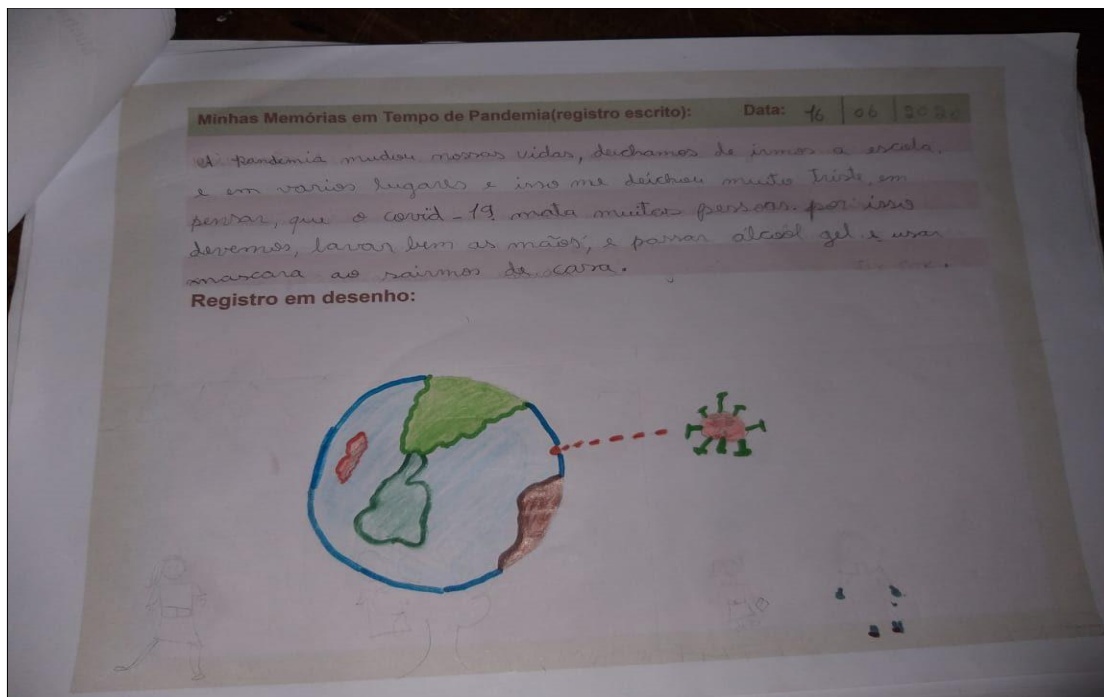 Minhas Memórias em Tempo de Pandemia(registro escrito): Data: 16 06 2020
A pandemia mudou nossas vidas, deichamos de irmos a escola.
e em varios lugares e isso me deichou muito triste, em
pensar, que o covid-19 mata muitas pessoas. por isso
devemos, lavar bem as mãos, e passar álcool gel e usar
mascara ao sairmos de casa.
Registro em desenho: